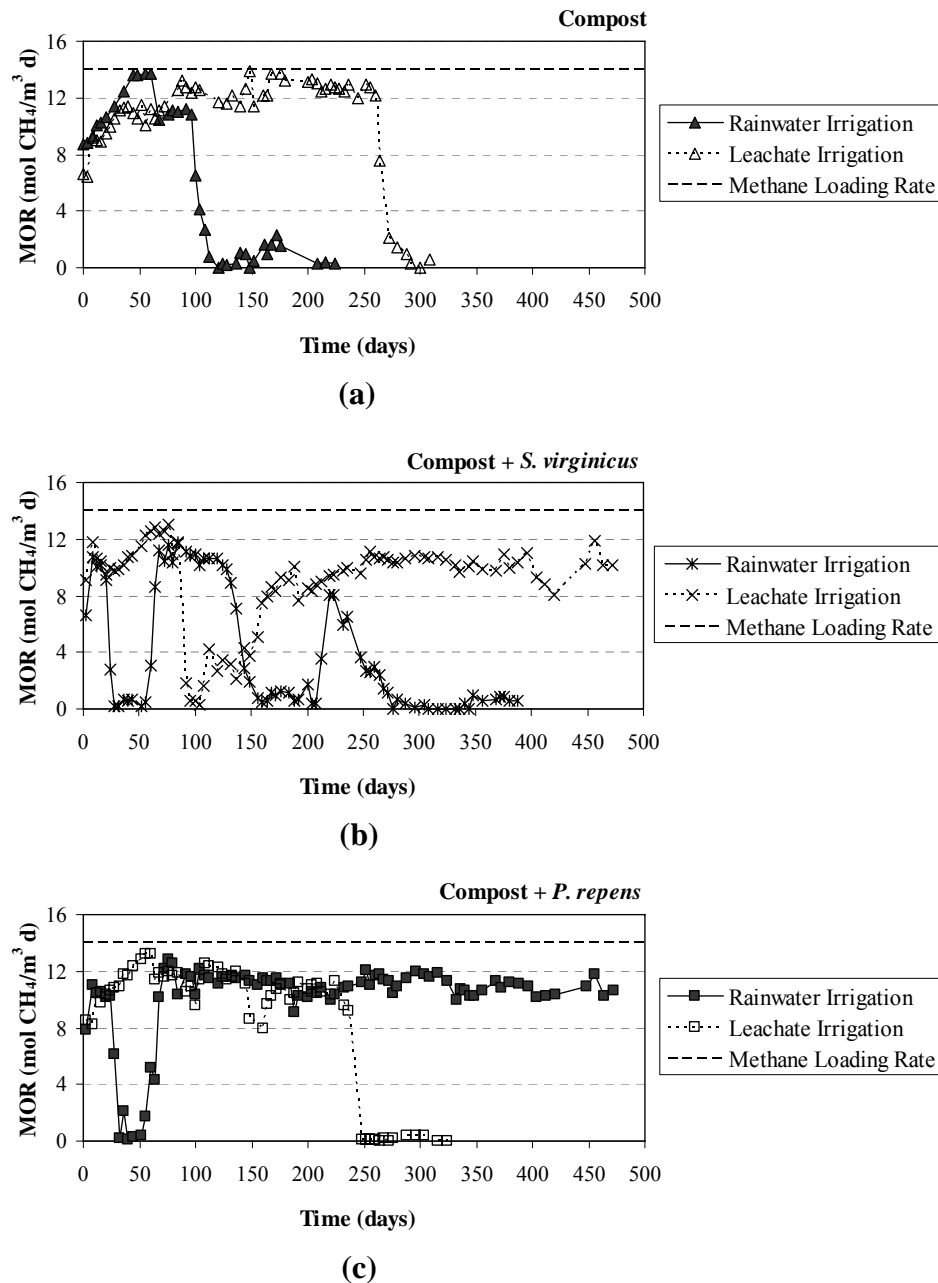 Compost
16
12
8
4
0
MOR (mol CH₄/m³ d)
0 50 100 150 200 250 300 350 400 450 500
Time (days)
Rainwater Irrigation
Leachate Irrigation
Methane Loading Rate
(a)
Compost + S. virginicus
16
12
8
4
0
MOR (mol CH₄/m³ d)
0 50 100 150 200 250 300 350 400 450 500
Time (days)
Rainwater Irrigation
Leachate Irrigation
Methane Loading Rate
(b)
Compost + P. repens
16
12
8
4
0
MOR (mol CH₄/m³ d)
0 50 100 150 200 250 300 350 400 450 500
Time (days)
Rainwater Irrigation
Leachate Irrigation
Methane Loading Rate
(c)